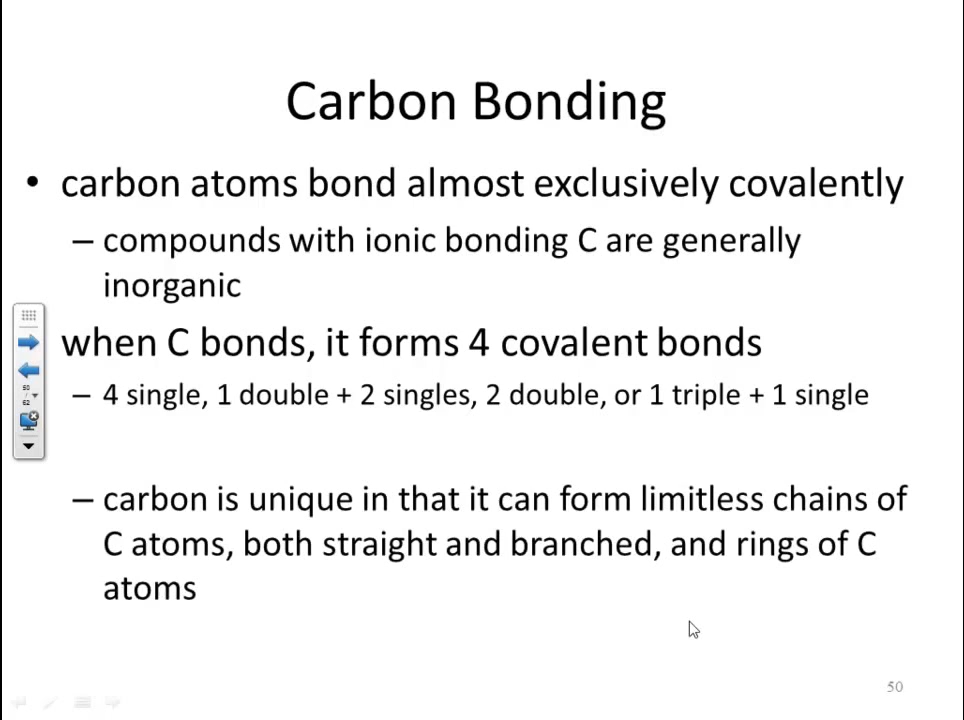 Carbon Bonding
• carbon atoms bond almost exclusively covalently
– compounds with ionic bonding C are generally
inorganic
when C bonds, it forms 4 covalent bonds
– 4 single, 1 double + 2 singles, 2 double, or 1 triple + 1 single
– carbon is unique in that it can form limitless chains of
C atoms, both straight and branched, and rings of C
atoms
50
/
62
50